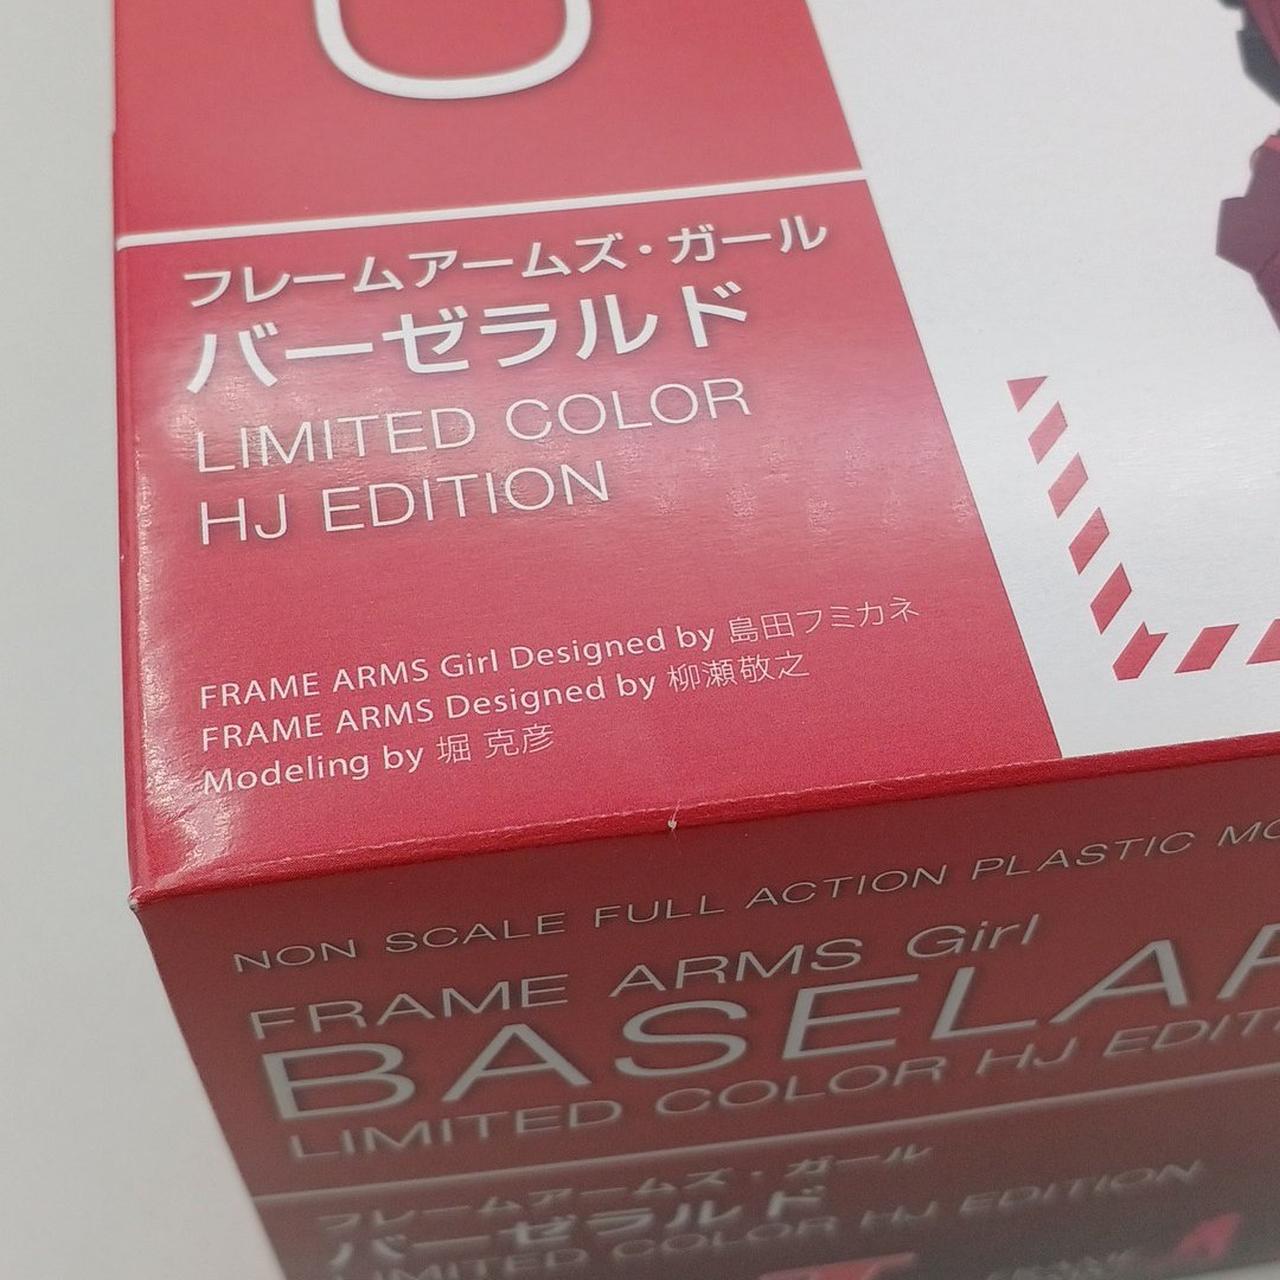 フレームアームズ・ガール
バーゼラルド
LIMITED COLOR
HJ EDITION
FRAME ARMS Girl Designed by 島田フミカネ
FRAME ARMS Designed by 柳瀬敬之
Modeling by 堀 克彦
NON SCALE FULL ACTION PLASTIC
FRAME ARMS Girl
BASELAR
LIMITED COLOR HJ EDITI
フレームアームズ・ガール
バーゼラルド
LIMITED COLOR HJ EDITION